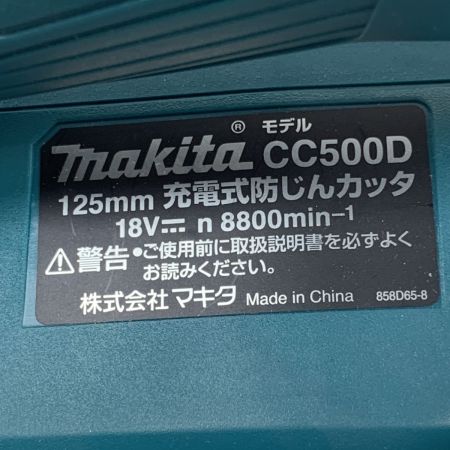 ® モデル
makita CC500D
125mm 充電式防じんカッタ
18V⎓ n 8800min-1
⚠警告 ●ご使用前に取扱説明書を必ずよく
お読みください。
株式会社マキタ Made in China 858D65-8